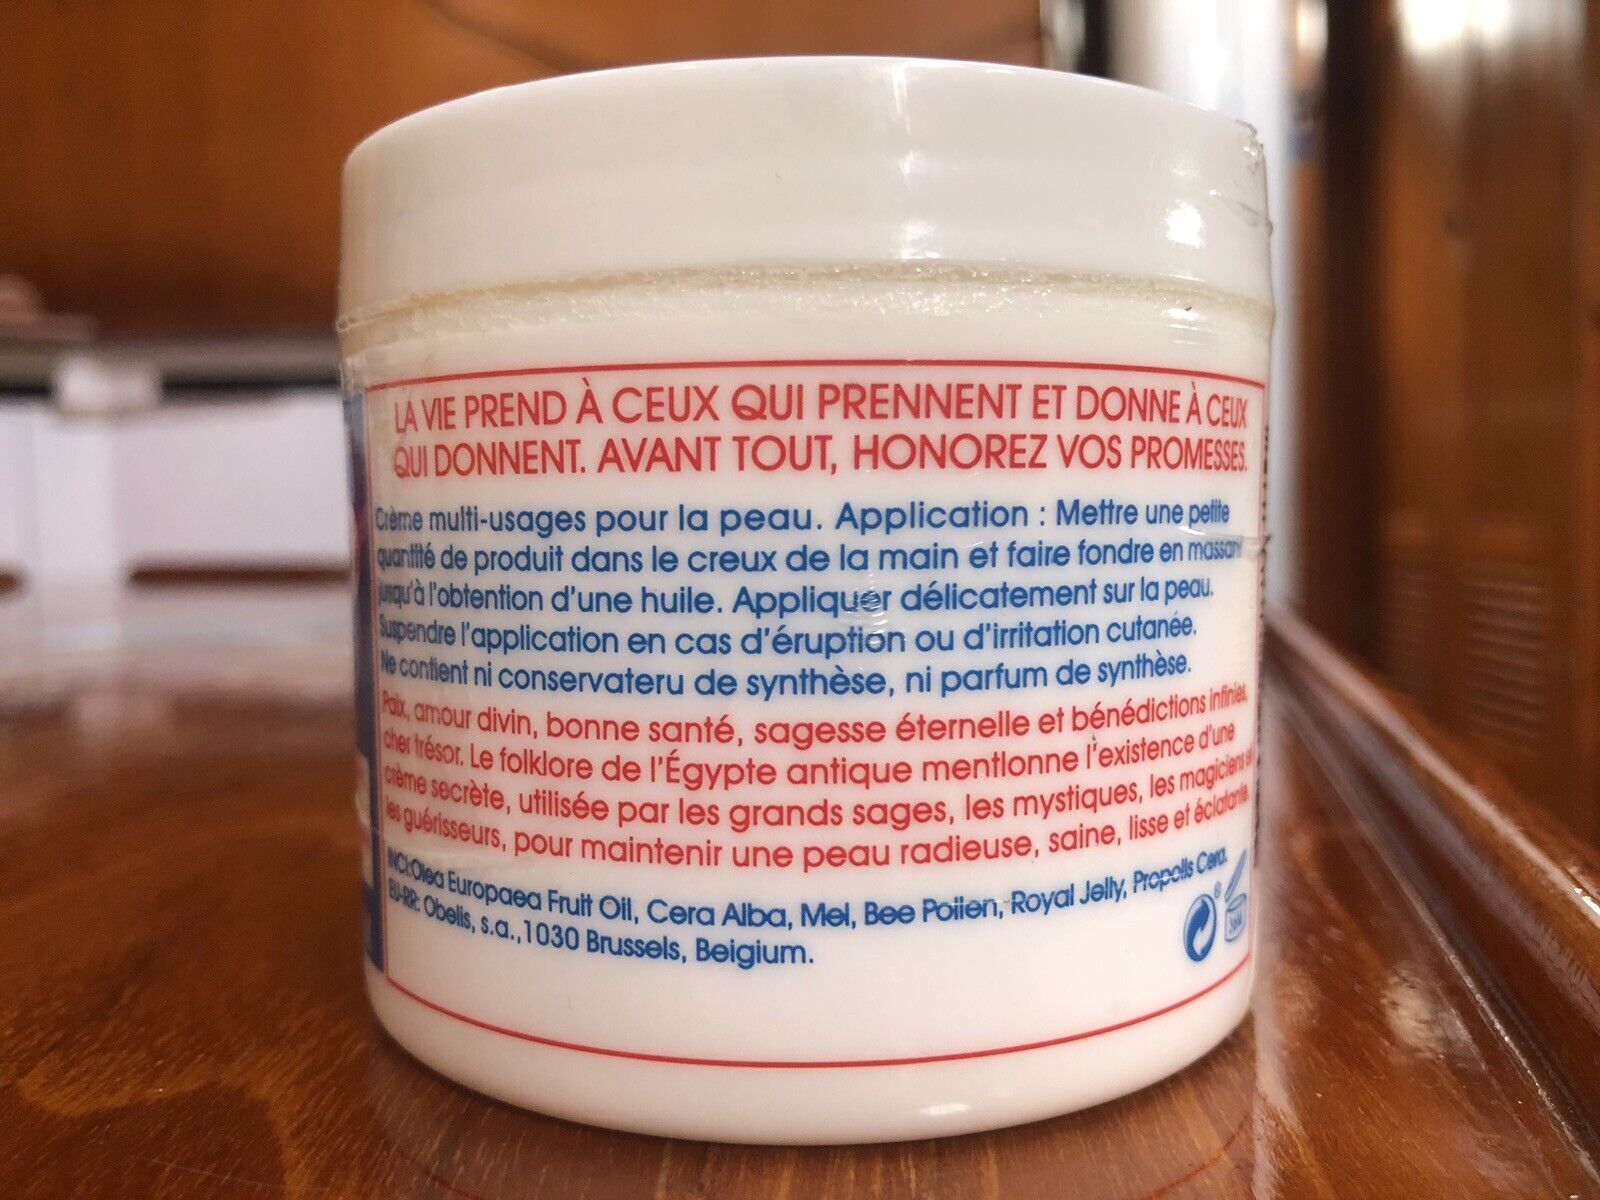 LA VIE PREND À CEUX QUI PRENNENT ET DONNE À CEUX
QUI DONNENT. AVANT TOUT, HONOREZ VOS PROMESSES.
Crème multi-usages pour la peau. Application : Mettre une petite
quantité de produit dans le creux de la main et faire fondre en massant
jusqu'à l'obtention d'une huile. Appliquer délicatement sur la peau.
Suspendre l'application en cas d'éruption ou d'irritation cutanée.
Ne contient ni conservateru de synthèse, ni parfum de synthèse.
Paix, amour divin, bonne santé, sagesse éternelle et bénédictions infinies,
cher trésor. Le folklore de l'Égypte antique mentlonne l'existence d'une
crème secrète, utilisée par les grands sages, les mystiques, les magiciens et
les guérisseurs, pour maintenir une peau radieuse, saine, lisse et éclatante.
INCI:Olea Europaea Fruit Oil, Cera Alba, Mel, Bee Pollen, Royal Jelly, Propolis Cera.
EU-RR: Obelis, s.a.,1030 Brussels, Belgium.